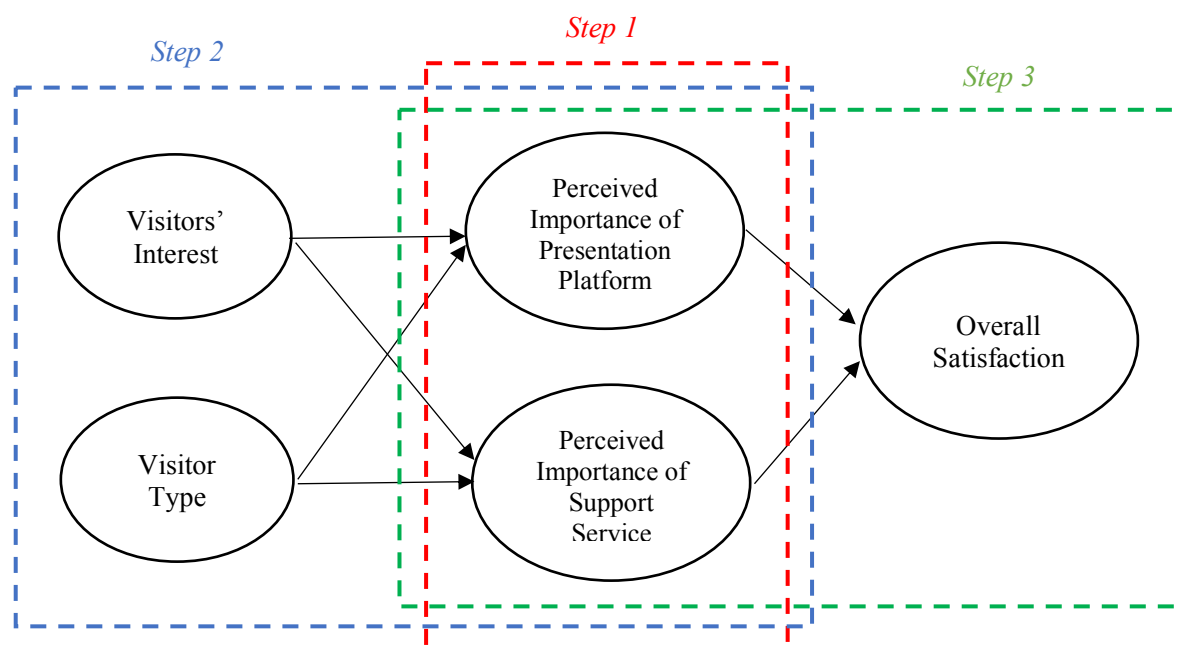 Step 1
Step 2
Step 3
Visitors’
Interest
Perceived
Importance of
Presentation
Platform
Overall
Satisfaction
Visitor
Type
Perceived
Importance of
Support
Service